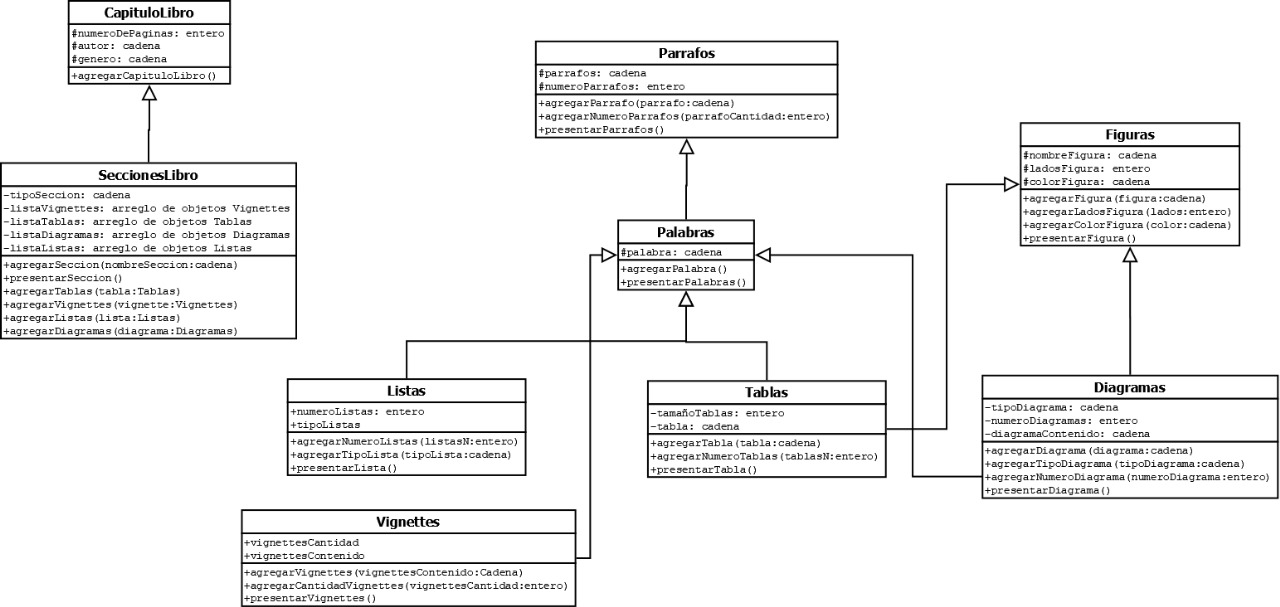 CapituloLibro
#numeroDePaginas: entero
#autor: cadena
#genero: cadena
+agregarCapituloLibro()
SeccionesLibro
-tipoSeccion: cadena
-listaVignettes: arreglo de objetos Vignettes
-listaTablas: arreglo de objetos Tablas
-listaDiagramas: arreglo de objetos Diagramas
-listaListas: arreglo de objetos Listas
+agregarSeccion(nombreSeccion:cadena)
+presentarSeccion()
+agregarTablas(tabla:Tablas)
+agregarVignettes(vignette:Vignettes)
+agregarListas(lista:Listas)
+agregarDiagramas(diagrama:Diagramas)
Parrafos
#parrafos: cadena
#numeroParrafos: entero
+agregarParrafo(parrafo:cadena)
+agregarNumeroParrafos(parrafoCantidad:entero)
+presentarParrafos()
Palabras
#palabra: cadena
+agregarPalabra()
+presentarPalabras()
Figuras
#nombreFigura: cadena
#ladosFigura: entero
#colorFigura: cadena
+agregarFigura(figura:cadena)
+agregarLadosFigura(lados:entero)
+agregarColorFigura(color:cadena)
+presentarFigura()
Listas
+numeroListas: entero
+tipoListas
+agregarNumeroListas(listasN:entero)
+agregarTipoLista(tipoLista:cadena)
+presentarLista()
Tablas
-tamañoTablas: entero
-tabla: cadena
+agregarTabla(tabla:cadena)
+agregarNumeroTablas(tablasN:entero)
+presentarTabla()
Diagramas
-tipoDiagrama: cadena
-numeroDiagramas: entero
-diagramaContenido: cadena
+agregarDiagrama(diagrama:cadena)
+agregarTipoDiagrama(tipoDiagrama:cadena)
+agregarNumeroDiagrama(numeroDiagrama:entero)
+presentarDiagrama()
Vignettes
+vignettesCantidad
+vignettesContenido
+agregarVignettes(vignettesContenido:Cadena)
+agregarCantidadVignettes(vignettesCantidad:entero)
+presentarVignettes()